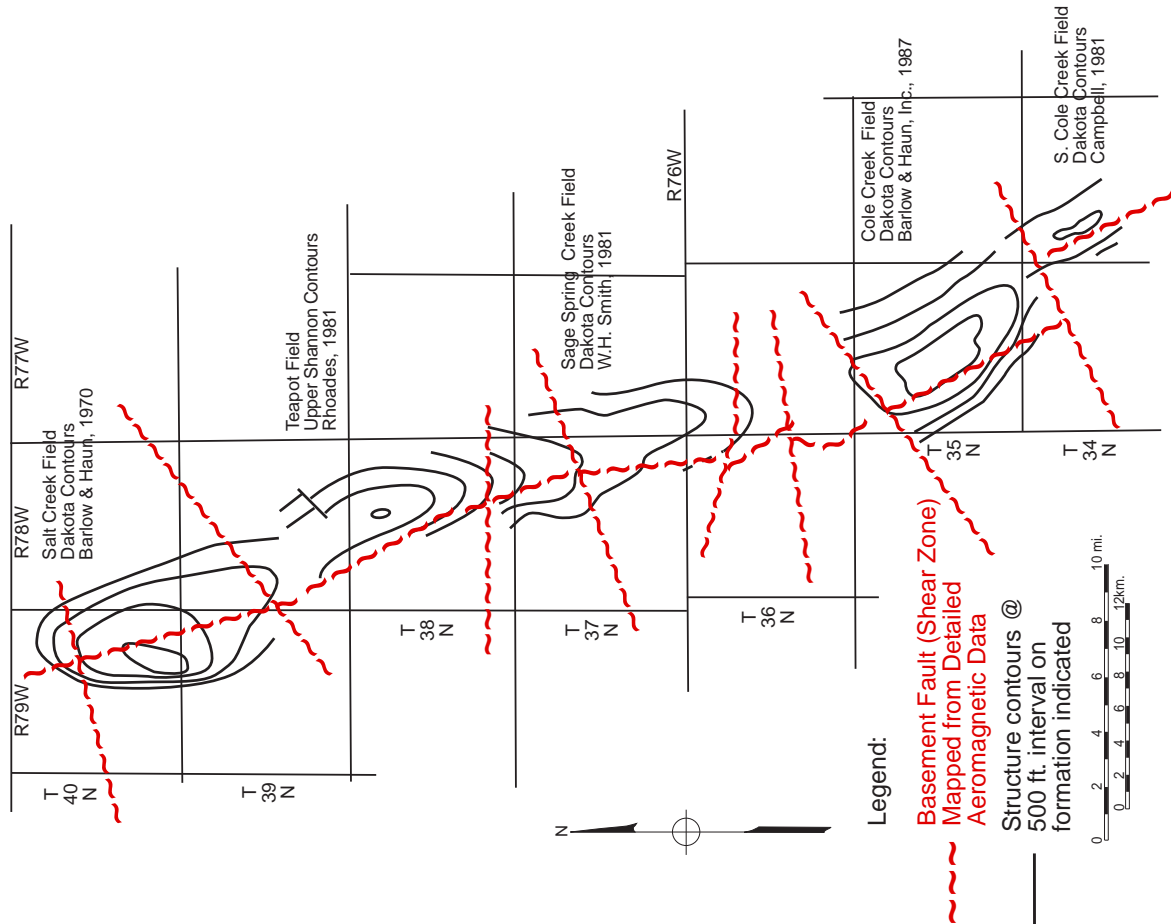 R79W
R78W
R77W
Salt Creek Field
Dakota Contours
Barlow & Haun, 1970
T
40
N
T
39
N
Teapot Field
Upper Shannon Contours
Rhoades, 1981
T
38
N
Sage Spring Creek Field
Dakota Contours
W.H. Smith, 1981
T
37
N
R76W
T
36
N
Cole Creek Field
Dakota Contours
Barlow & Haun, Inc., 1987
T
35
N
S. Cole Creek Field
Dakota Contours
Campbell, 1981
T
34
N
N
Legend:
Basement Fault (Shear Zone)
Mapped from Detailed
Aeromagnetic Data
Structure contours @
500 ft. interval on
formation indicated
0 2 4 6 8 10 mi.
0 2 4 6 8 10 12km.